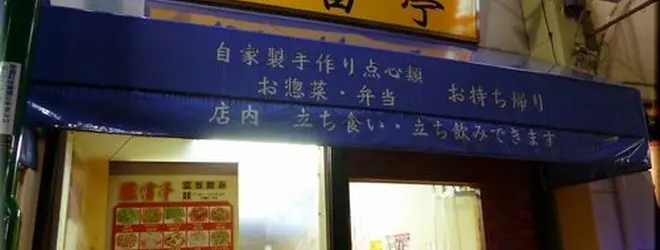 亭
自家製手作り点心類
お惣菜・弁当 お持ち帰り
店内 立ち食い・立ち飲みできます